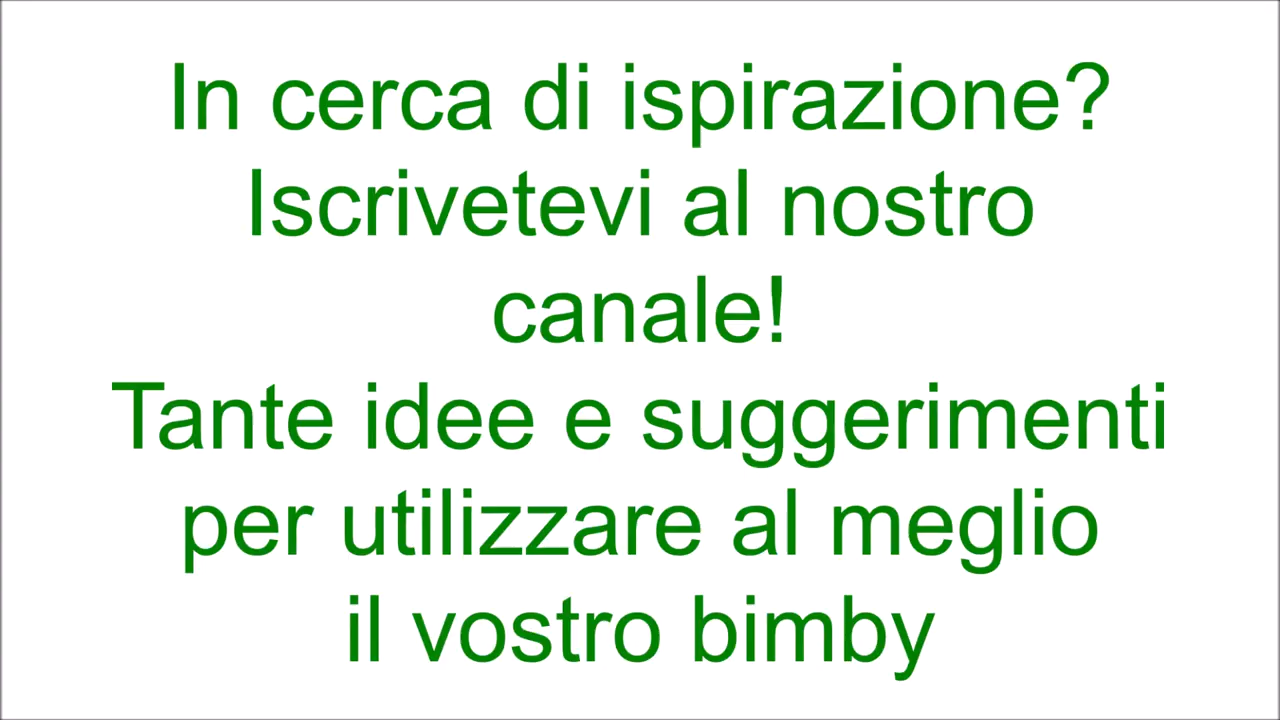 In cerca di ispirazione?
Iscrivetevi al nostro
canale!
Tante idee e suggerimenti
per utilizzare al meglio
il vostro bimby